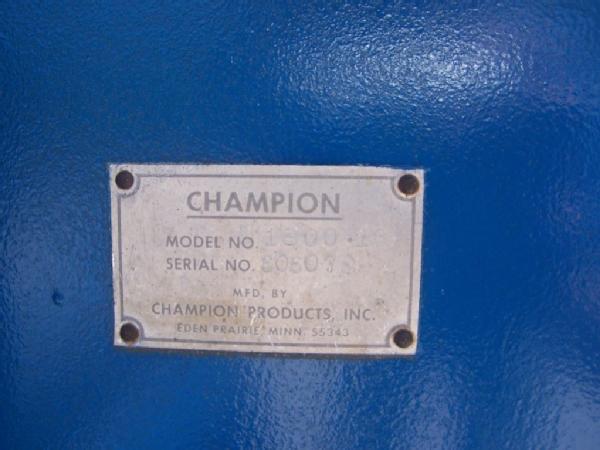 CHAMPION
MODEL NO.
SERIAL NO.
MFD. BY
CHAMPION PRODUCTS, INC.
EDEN PRAIRIE, MINN. 55343